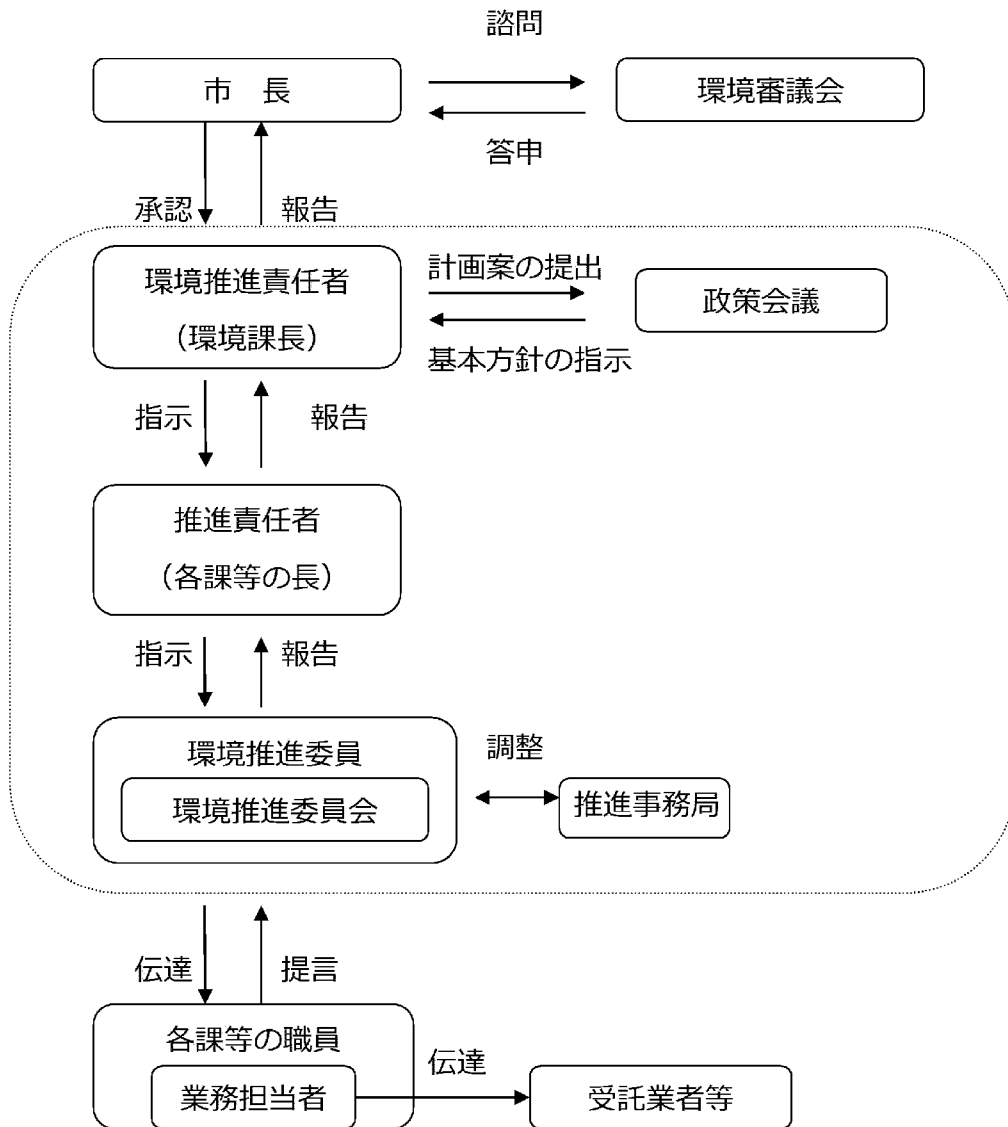 諮問
市　長
環境審議会
答申
承認
報告
環境推進責任者
（環境課長）
計画案の提出
政策会議
基本方針の指示
指示
報告
推進責任者
（各課等の長）
指示
報告
環境推進委員
環境推進委員会
調整
推進事務局
伝達
提言
各課等の職員
業務担当者
伝達
受託業者等